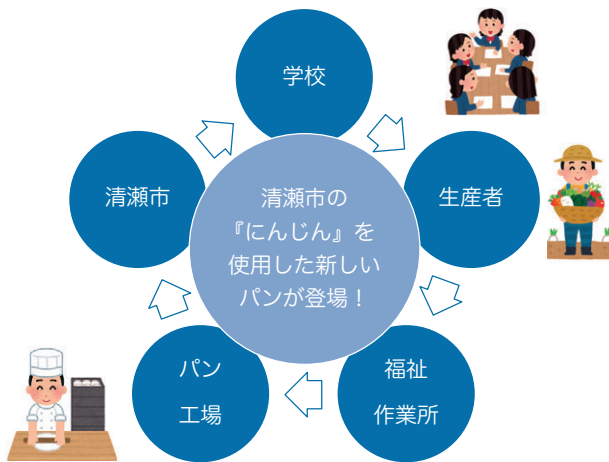 学校
清瀬市
清瀬市の
『にんじん』を
使用した新しい
パンが登場！
生産者
パン
工場
福祉
作業所